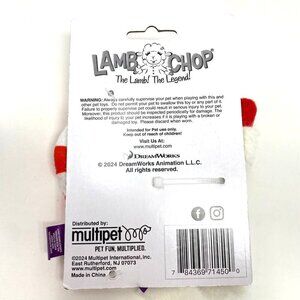 LAMB CHOP
The Lamb! The Legend!
WARNING: Always carefully supervise your pet when playing with this and
other pet toys. Do not permit your pet to swallow this toy or any part of it.
Failure to properly supervise could result in serious injury to your pet.
Moreover, this product should be inspected periodically for damage. The
likelihood of injury to your pet increases if it is playing with a broken or
damaged toy. Please discard when worn.
Intended for Pet use only.
Keep out of reach of children!
Visit Us At:
www.multipet.com
DREAMWORKS
© 2024 DreamWorks Animation L.L.C.
All rights reserved.
Distributed by:
multipet
PET FUN, MULTIPLIED.
©2024 Multipet International, Inc.
East Rutherford, NJ 07073
www.multipet.com
Made in China
7 84369 71450 0